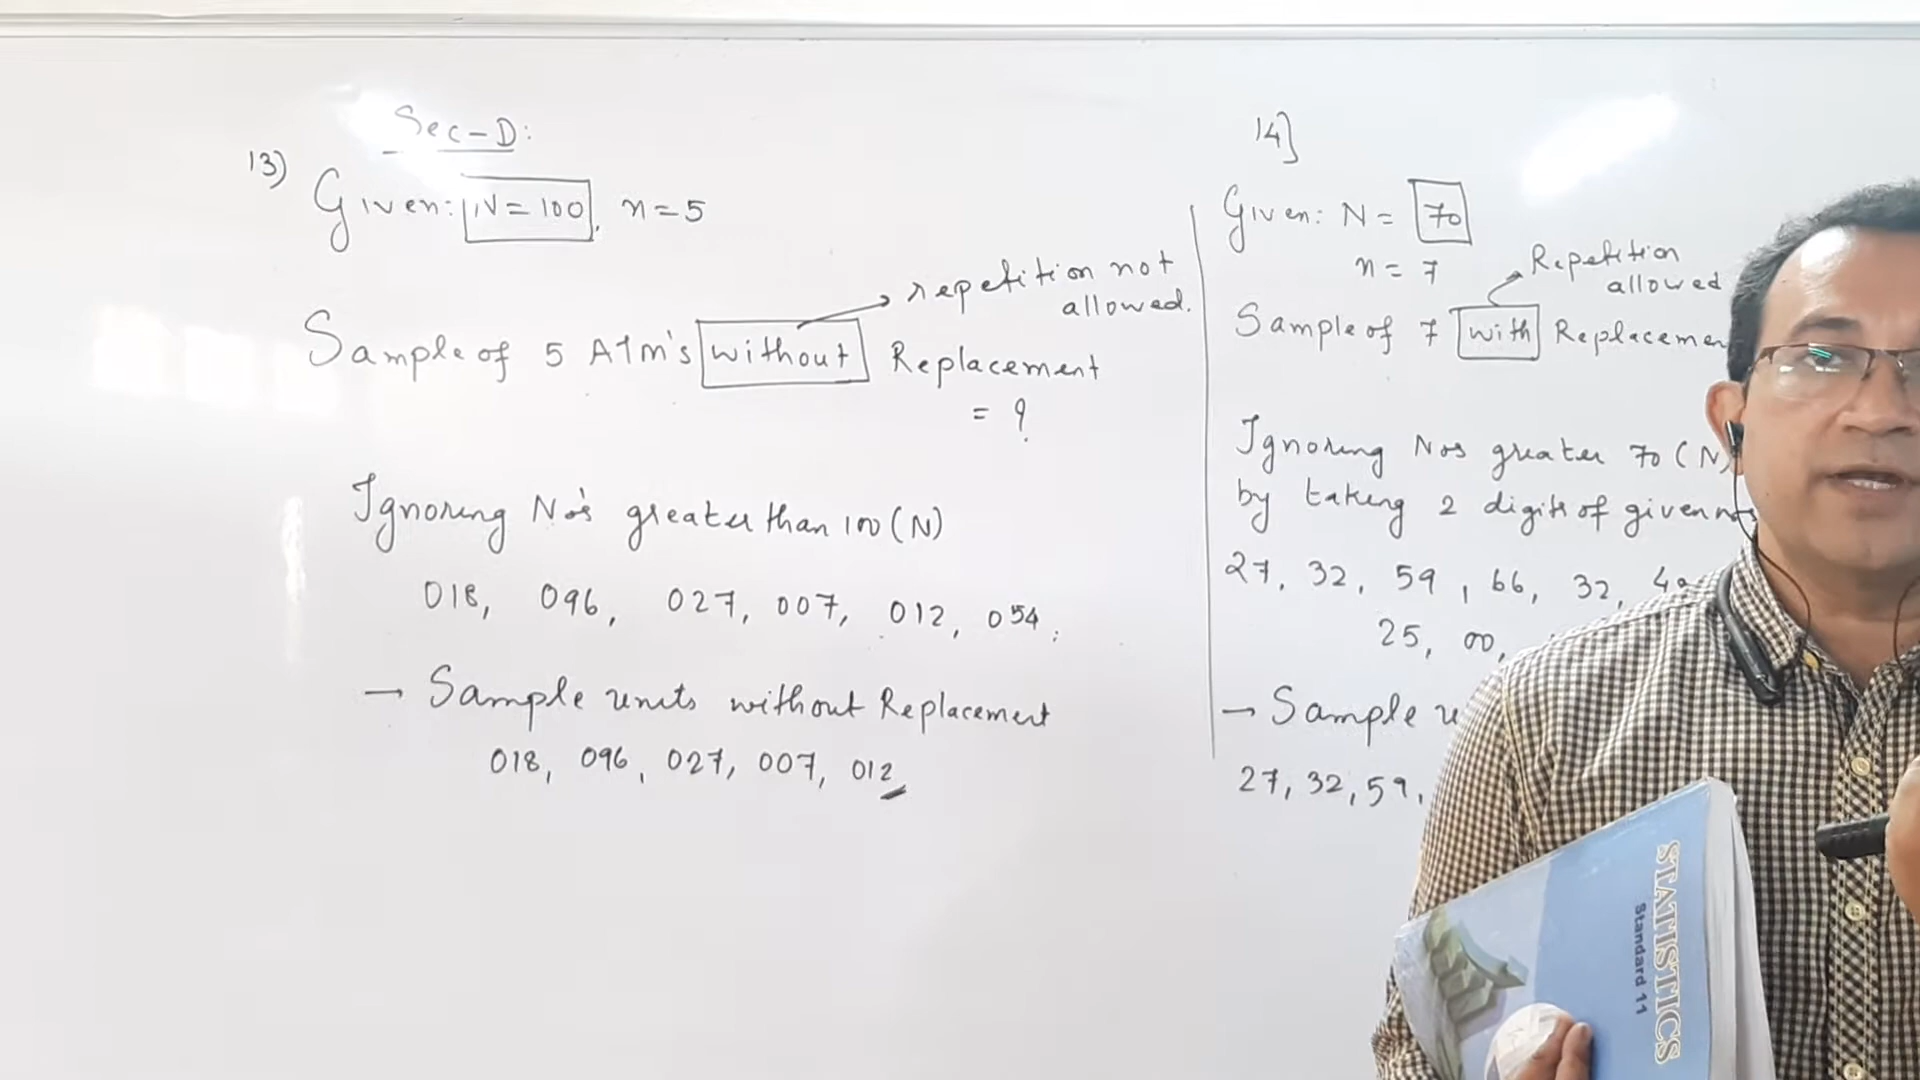 Sec-D:
13)
Given: N = 100, n = 5
repetition not
allowed.
Sample of 5 ATM's without Replacement
= ?
Ignoring No's greater than 100 (N)
018, 096, 027, 007, 012, 054,
→ Sample units without Replacement
018, 096, 027, 007, 012
14]
Given: N = 70
n = 7
Repetition
allowed
Sample of 7 with Replacemen
Ignoring Nos greater 70 (N)
by taking 2 digits of given nos
27, 32, 59, 66, 32,
25, 00,
→ Sample u
27, 32, 59,
STATISTICS
Standard 11